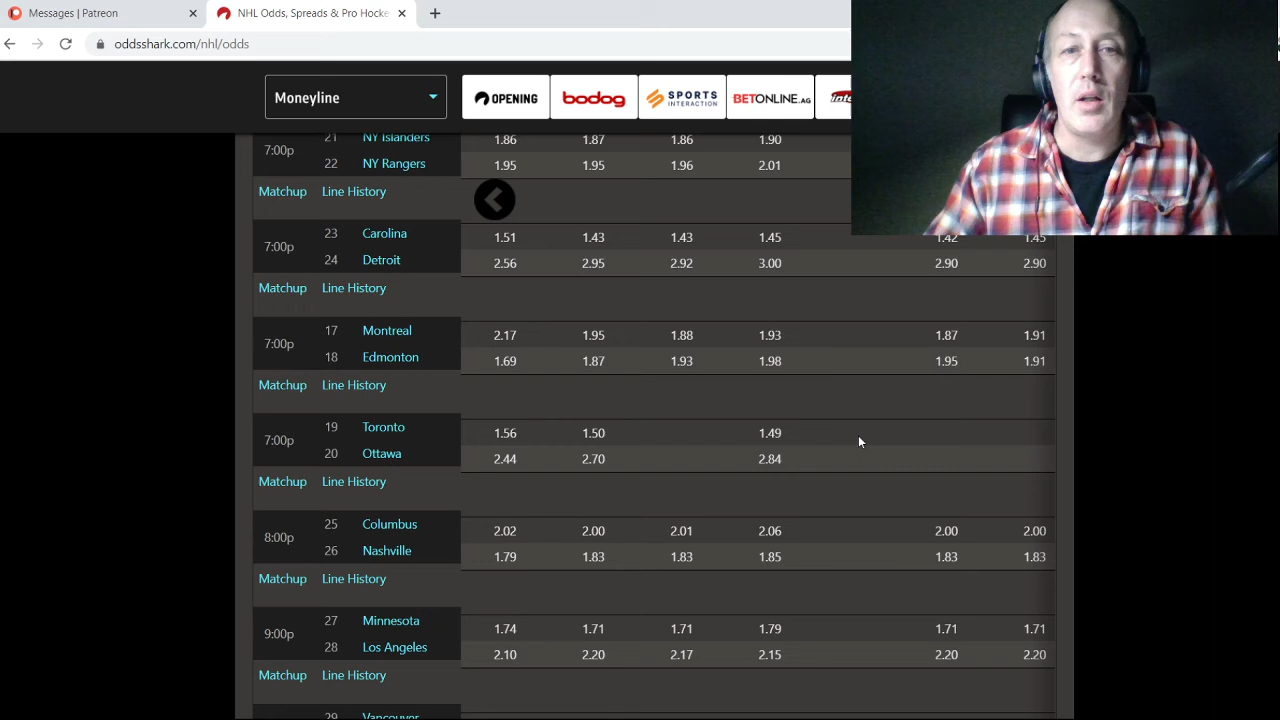 Messages | Patreon
NHL Odds, Spreads & Pro Hocke
oddsshark.com/nhl/odds
Moneyline OPENING bodog SPORTS INTERACTION BETONLINE.AG
21 NY Islanders 1.86 1.87 1.86 1.90
7:00p
22 NY Rangers 1.95 1.95 1.96 2.01
Matchup Line History
23 Carolina 1.51 1.43 1.43 1.45 1.42 1.45
7:00p
24 Detroit 2.56 2.95 2.92 3.00 2.90 2.90
Matchup Line History
17 Montreal 2.17 1.95 1.88 1.93 1.87 1.91
7:00p
18 Edmonton 1.69 1.87 1.93 1.98 1.95 1.91
Matchup Line History
19 Toronto 1.56 1.50 1.49
7:00p
20 Ottawa 2.44 2.70 2.84
Matchup Line History
25 Columbus 2.02 2.00 2.01 2.06 2.00 2.00
8:00p
26 Nashville 1.79 1.83 1.83 1.85 1.83 1.83
Matchup Line History
27 Minnesota 1.74 1.71 1.71 1.79 1.71 1.71
9:00p
28 Los Angeles 2.10 2.20 2.17 2.15 2.20 2.20
Matchup Line History
29 Vancouver